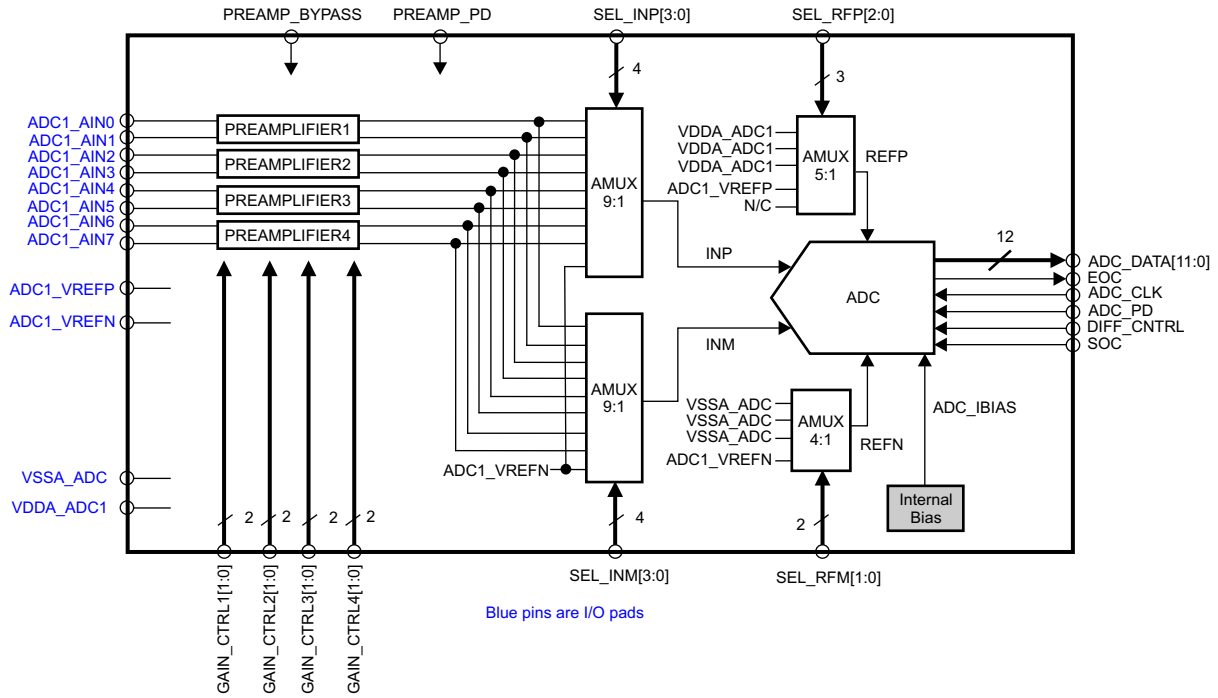 PREAMP_BYPASS
PREAMP_PD
SEL_INP[3:0]
SEL_RFP[2:0]
4
3
ADC1_AIN0
ADC1_AIN1
ADC1_AIN2
ADC1_AIN3
ADC1_AIN4
ADC1_AIN5
ADC1_AIN6
ADC1_AIN7
PREAMPLIFIER1
PREAMPLIFIER2
PREAMPLIFIER3
PREAMPLIFIER4
AMUX
9:1
VDDA_ADC1
VDDA_ADC1
VDDA_ADC1
ADC1_VREFP
N/C
AMUX
5:1
REFP
ADC1_VREFP
ADC1_VREFN
INP
INM
ADC
12
ADC_DATA[11:0]
EOC
ADC_CLK
ADC_PD
DIFF_CNTRL
SOC
AMUX
9:1
ADC1_VREFN
VSSA_ADC
VSSA_ADC
VSSA_ADC
ADC1_VREFN
AMUX
4:1
REFN
ADC_IBIAS
Internal
Bias
VSSA_ADC
VDDA_ADC1
2
2
2
2
4
2
GAIN_CTRL1[1:0]
GAIN_CTRL2[1:0]
GAIN_CTRL3[1:0]
GAIN_CTRL4[1:0]
SEL_INM[3:0]
SEL_RFM[1:0]
Blue pins are I/O pads